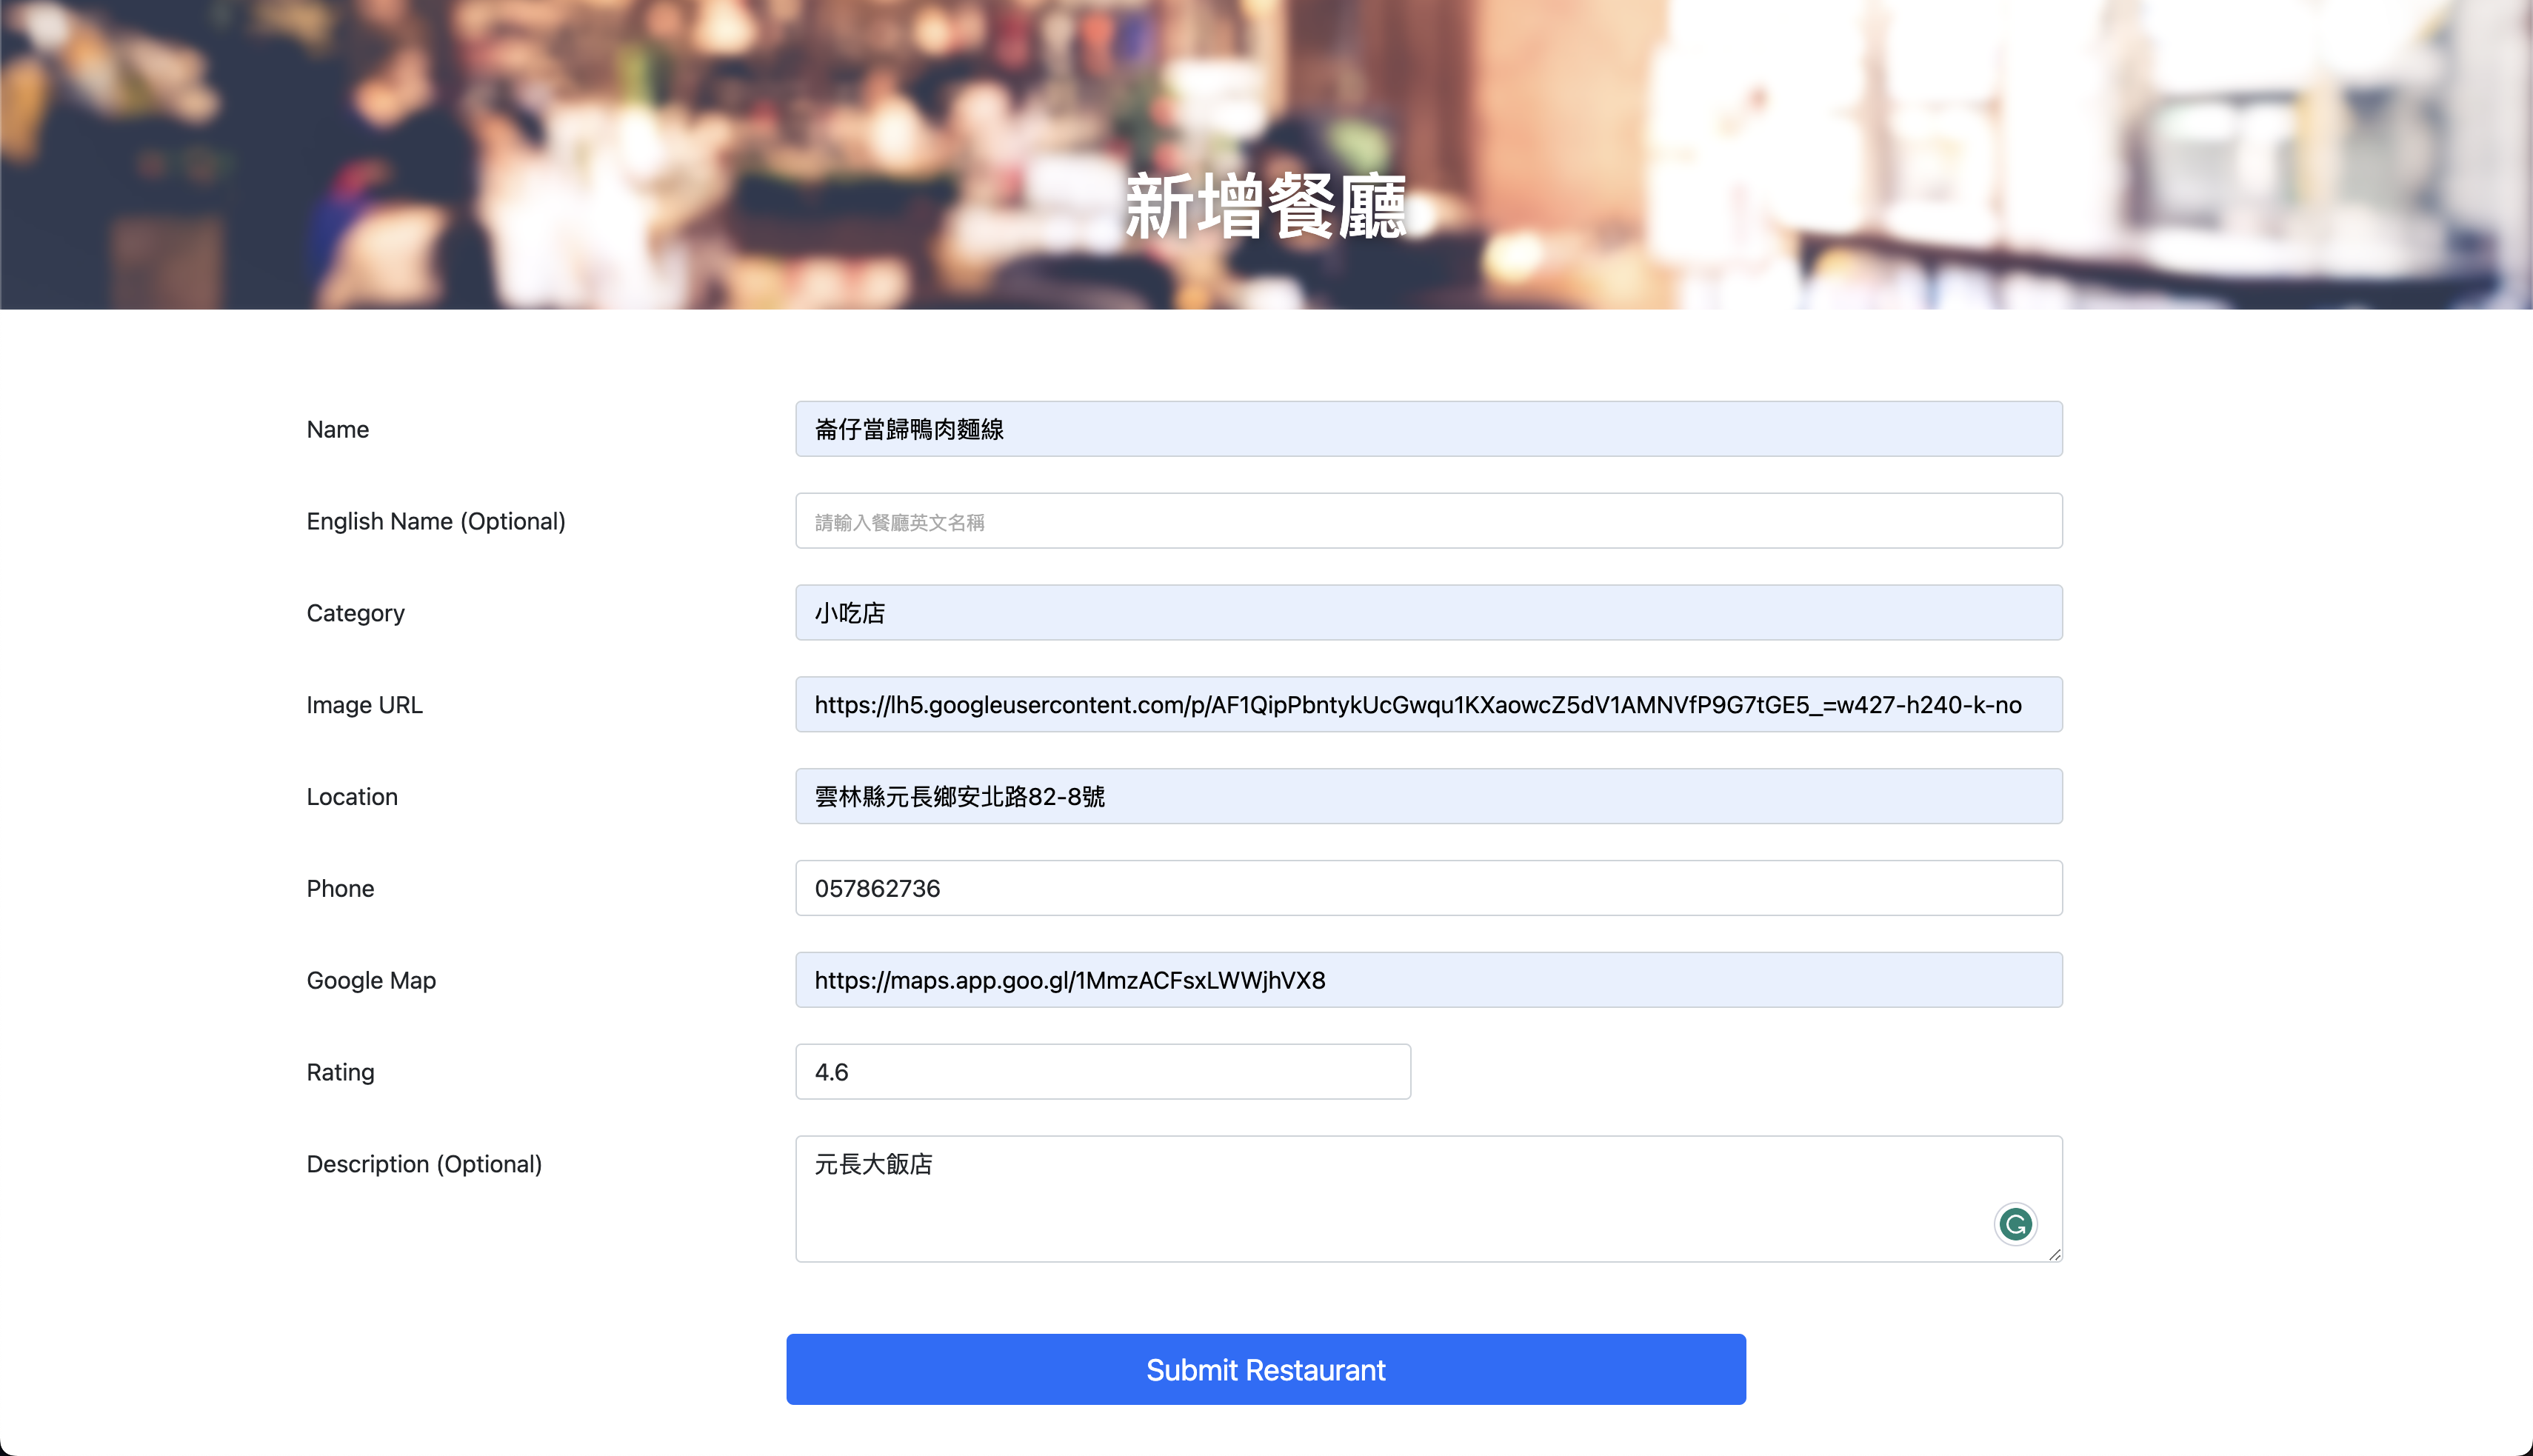 新增餐廳
Name
崙仔當歸鴨肉麵線
English Name (Optional)
請輸入餐廳英文名稱
Category
小吃店
Image URL
https://lh5.googleusercontent.com/p/AF1QipPbntykUcGwqu1KXaowcZ5dV1AMNVfP9G7tGE5_=w427-h240-k-no
Location
雲林縣元長鄉安北路82-8號
Phone
057862736
Google Map
https://maps.app.goo.gl/1MmzACFsxLWWjhVX8
Rating
4.6
Description (Optional)
元長大飯店
Submit Restaurant